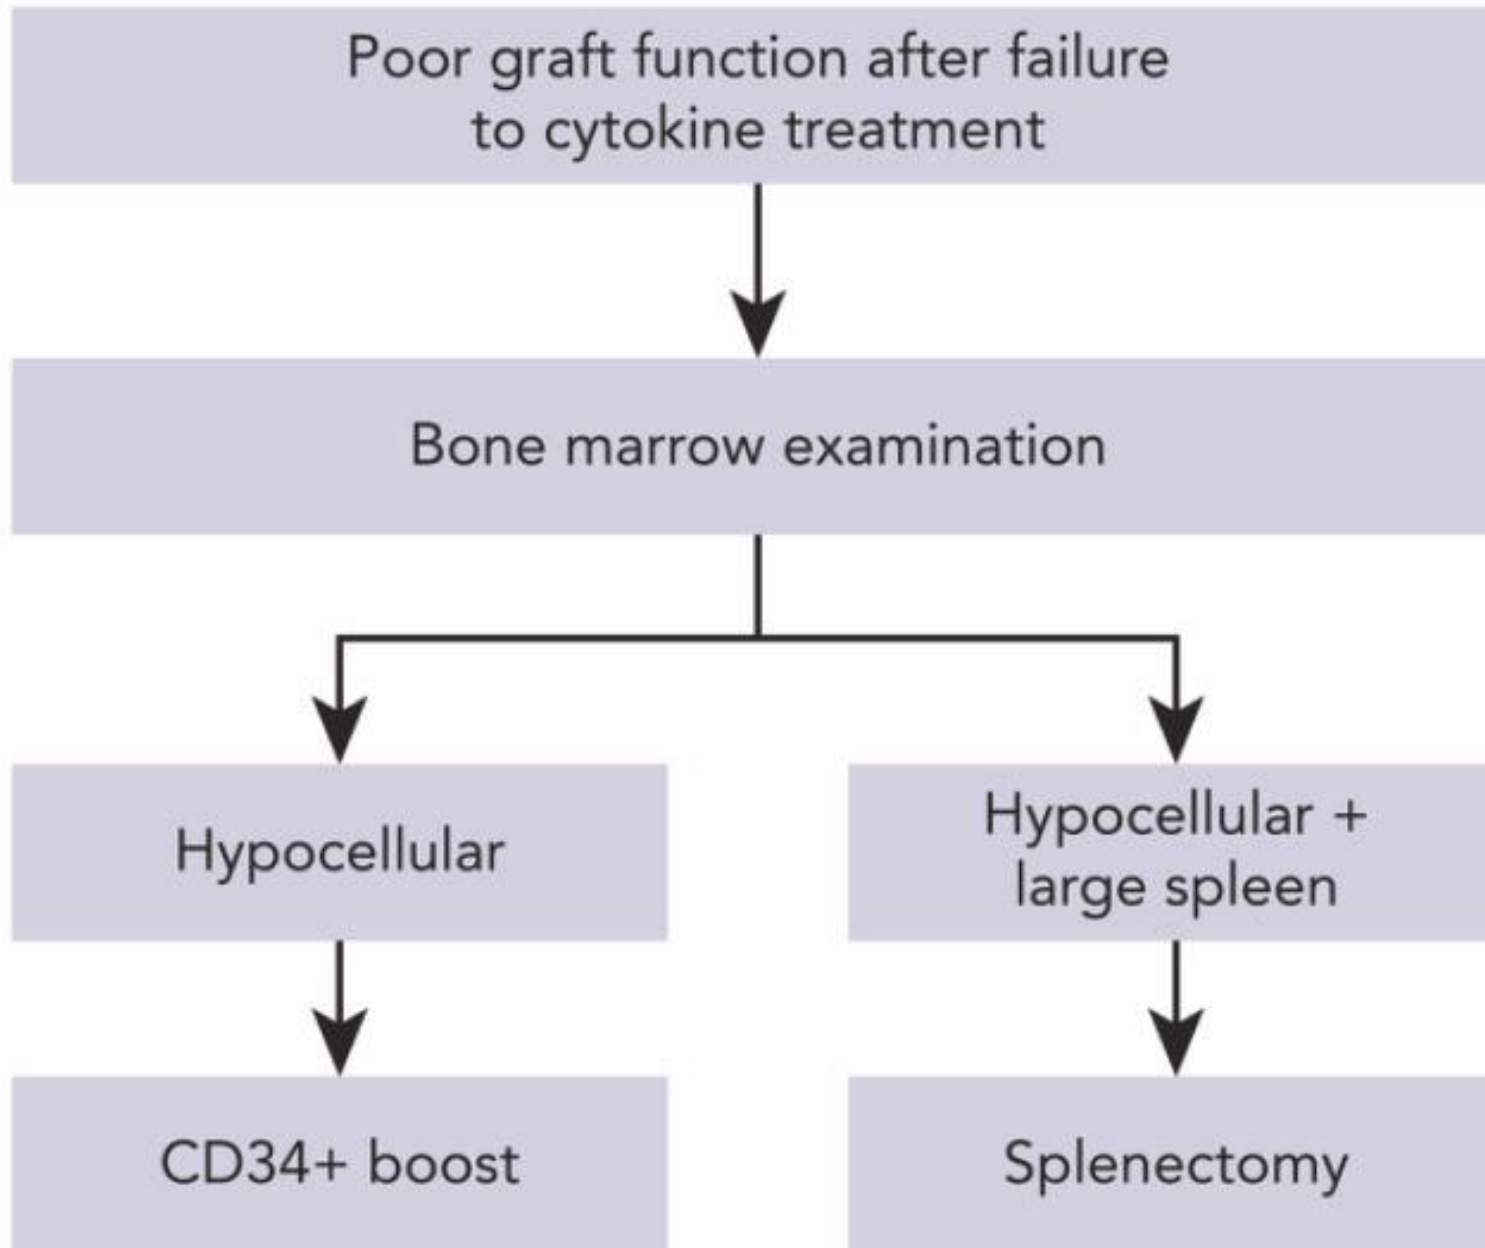 Poor graft function after failure
to cytokine treatment
Bone marrow examination
Hypocellular
Hypocellular +
large spleen
CD34+ boost
Splenectomy